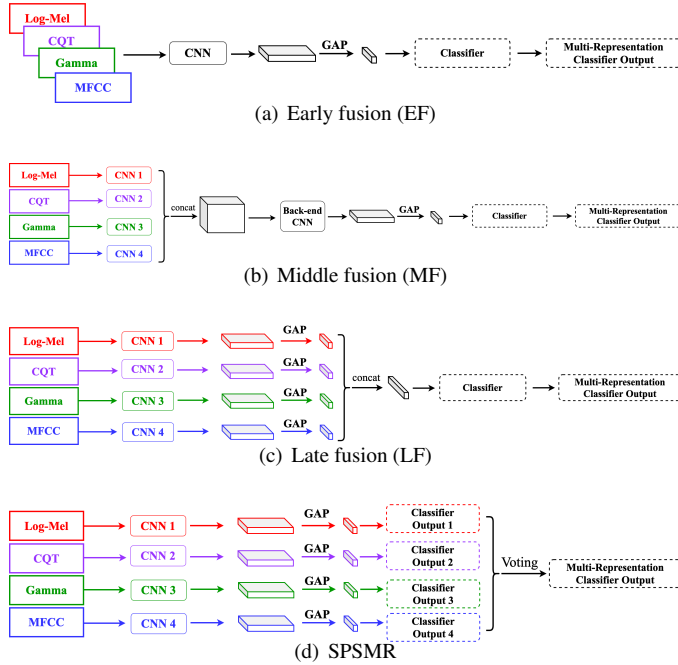 Log-Mel
CQT
Gamma
MFCC
CNN
GAP
Classifier
Multi-Representation
Classifier Output
(a) Early fusion (EF)
Log-Mel
CNN 1
CQT
CNN 2
Gamma
CNN 3
MFCC
CNN 4
concat
Back-end
CNN
GAP
Classifier
Multi-Representation
Classifier Output
(b) Middle fusion (MF)
Log-Mel
CNN 1
GAP
CQT
CNN 2
GAP
Gamma
CNN 3
GAP
MFCC
CNN 4
GAP
concat
Classifier
Multi-Representation
Classifier Output
(c) Late fusion (LF)
Log-Mel
CNN 1
GAP
Classifier
Output 1
CQT
CNN 2
GAP
Classifier
Output 2
Gamma
CNN 3
GAP
Classifier
Output 3
MFCC
CNN 4
GAP
Classifier
Output 4
Voting
Multi-Representation
Classifier Output
(d) SPSMR